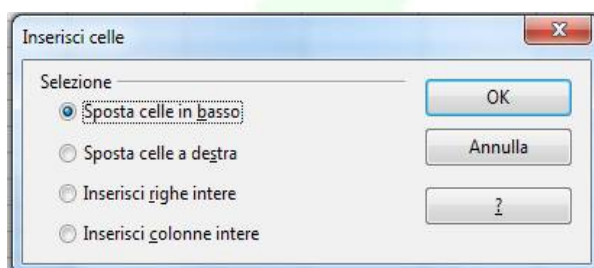 Inserisci celle
Selezione
Sposta celle in basso
Sposta celle a destra
Inserisci righe intere
Inserisci colonne intere
OK
Annulla
?